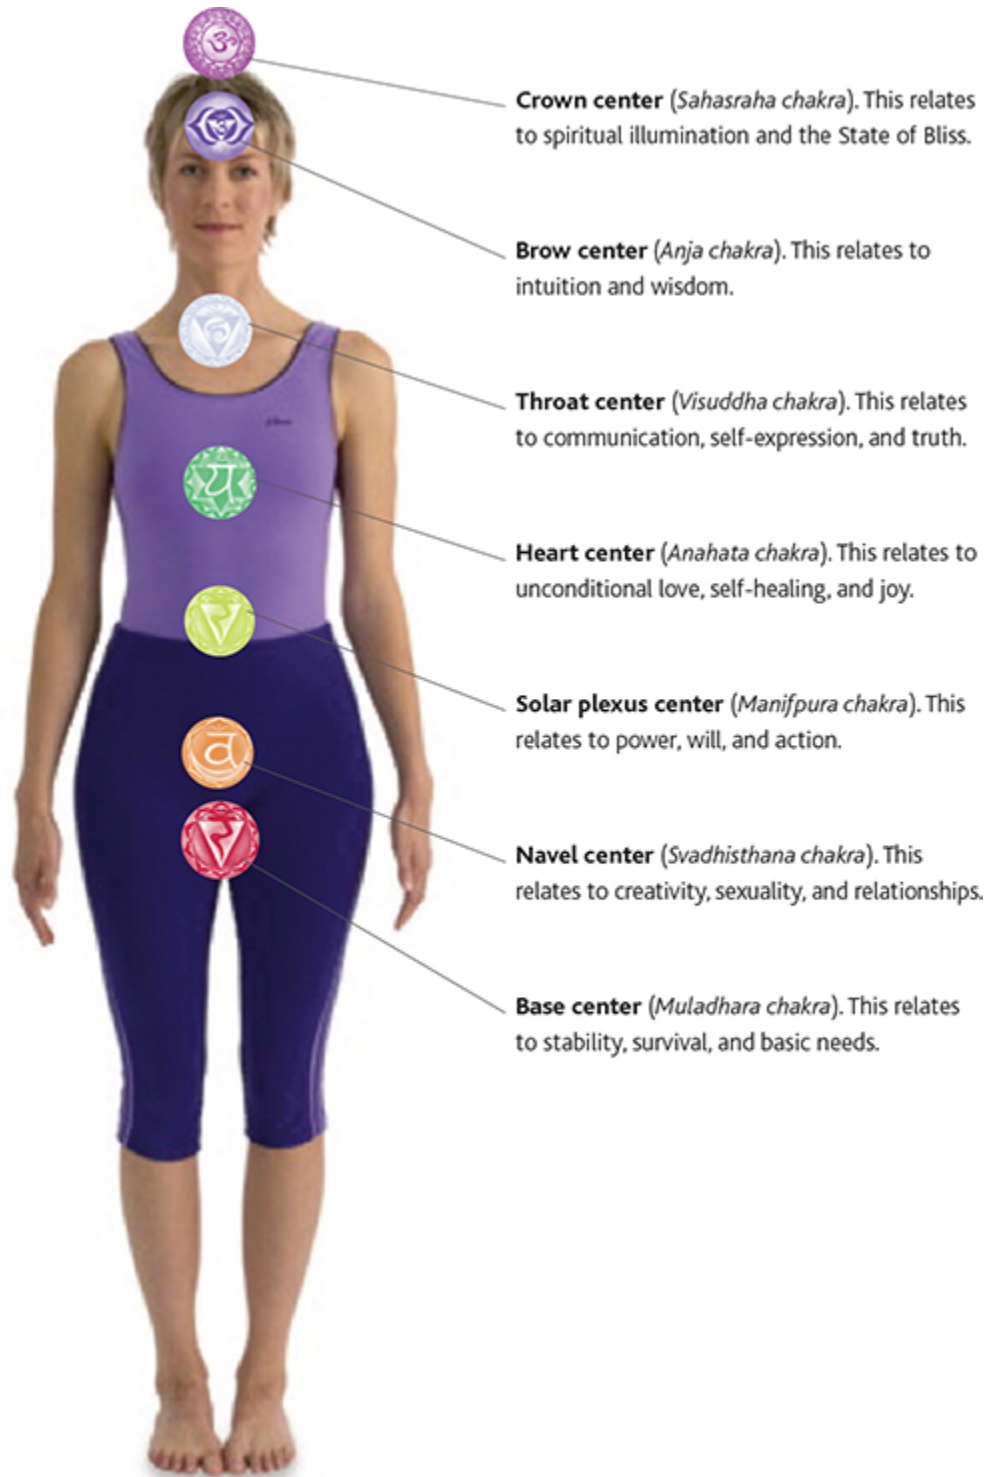 Crown center (Sahasraha chakra). This relates
to spiritual illumination and the State of Bliss.
Brow center (Anja chakra). This relates to
intuition and wisdom.
Throat center (Visuddha chakra). This relates
to communication, self-expression, and truth.
Heart center (Anahata chakra). This relates to
unconditional love, self-healing, and joy.
Solar plexus center (Manifpura chakra). This
relates to power, will, and action.
Navel center (Svadhisthana chakra). This
relates to creativity, sexuality, and relationships.
Base center (Muladhara chakra). This relates
to stability, survival, and basic needs.
ॐ
य
व